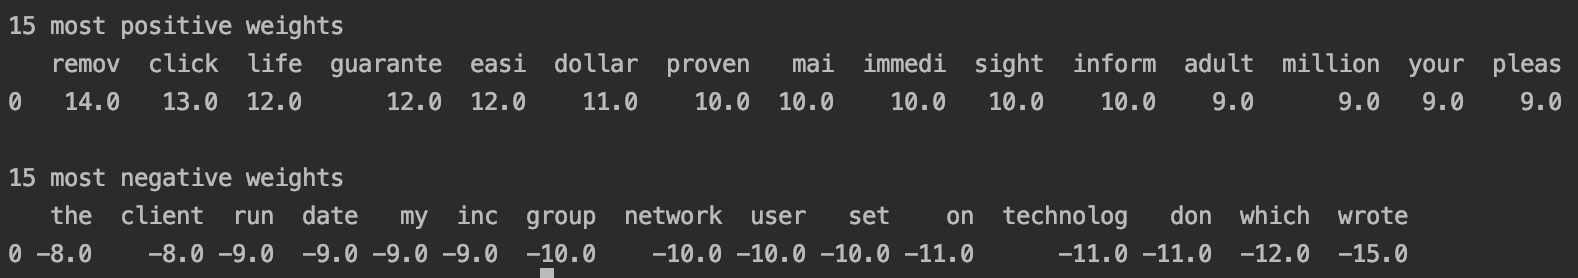 15 most positive weights
remov click life guarante easi dollar proven mai immedi sight inform adult million your pleas
0 14.0 13.0 12.0 12.0 12.0 11.0 10.0 10.0 10.0 10.0 10.0 9.0 9.0 9.0 9.0
15 most negative weights
the client run date my inc group network user set on technolog don which wrote
0 -8.0 -8.0 -9.0 -9.0 -9.0 -9.0 -10.0 -10.0 -10.0 -10.0 -11.0 -11.0 -11.0 -12.0 -15.0